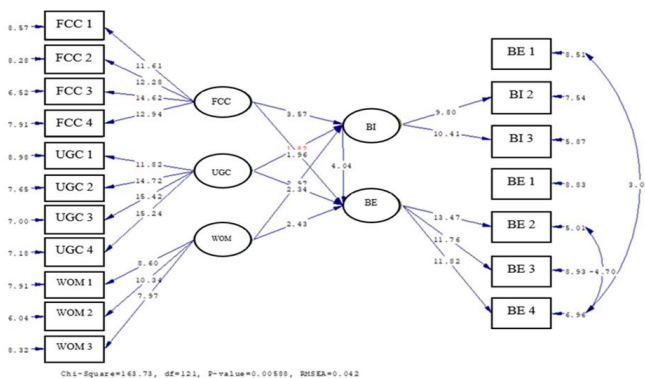 8.57 FCC 1
8.28 FCC 2
6.52 FCC 3
7.91 FCC 4
8.98 UGC 1
7.65 UGC 2
7.00 UGC 3
7.18 UGC 4
7.91 WOM 1
6.04 WOM 2
8.32 WOM 3
11.61
12.28
14.62
12.94
11.82
14.72
15.42
15.24
8.60
10.34
7.97
FCC
UGC
WOM
3.57
1.96
2.34
2.43
4.04
BI
BE
9.80
10.41
13.47
11.76
11.82
BE 1 8.51
BI 2 7.54
BI 3 5.87
BE 1 8.83
BE 2 5.01
BE 3 8.93 -4.70
BE 4 6.96
3.0
Chi-Square=163.73, df=121, P-value=0.00588, RMSEA=0.042